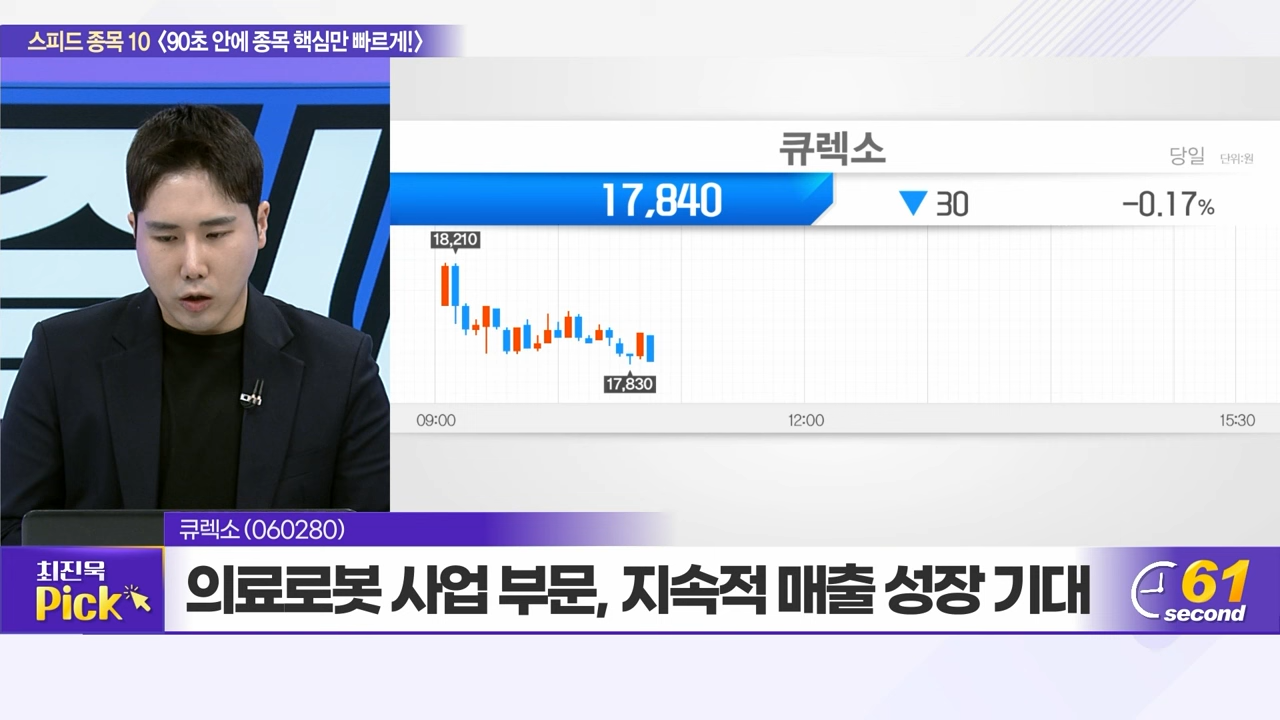 스피드 종목 10 〈90초 안에 종목 핵심만 빠르게!〉
큐렉소
당일 단위:원
17,840 ▼ 30 -0.17%
18,210
17,830
09:00 12:00 15:30
큐렉소 (060280)
최진욱
Pick
의료로봇 사업 부문, 지속적 매출 성장 기대
61
second